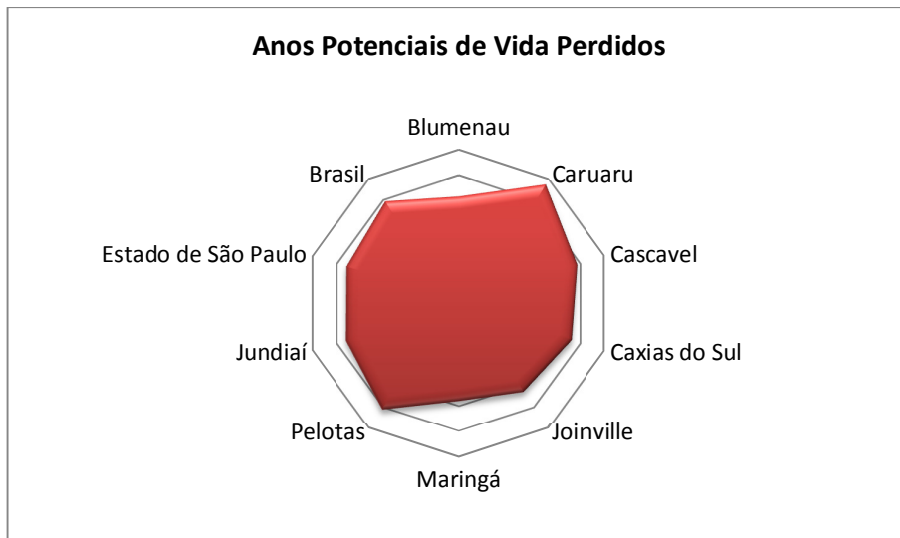 Anos Potenciais de Vida Perdidos
Blumenau
Brasil
Caruaru
Estado de São Paulo
Cascavel
Jundiaí
Caxias do Sul
Pelotas
Joinville
Maringá